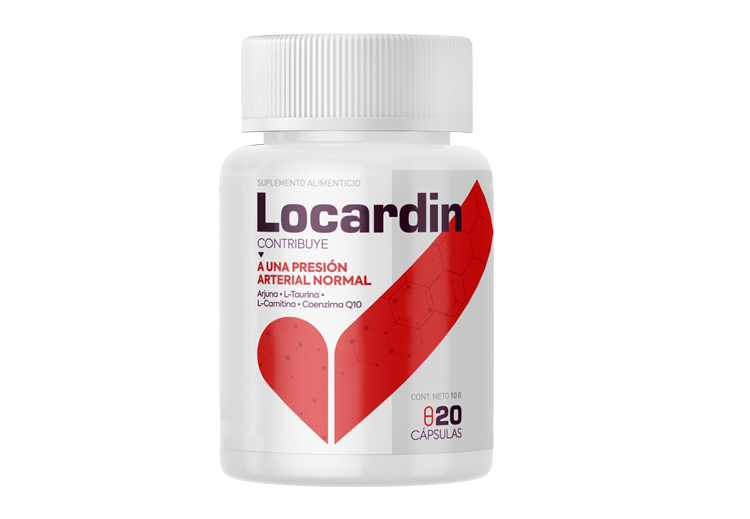 SUPLEMENTO ALIMENTICIO
Locardin
CONTRIBUYE
A UNA PRESIÓN
ARTERIAL NORMAL
Arjuna • L-Taurina •
L-Carnitina • Coenzima Q10
CONT. NETO 10 G
20
CÁPSULAS